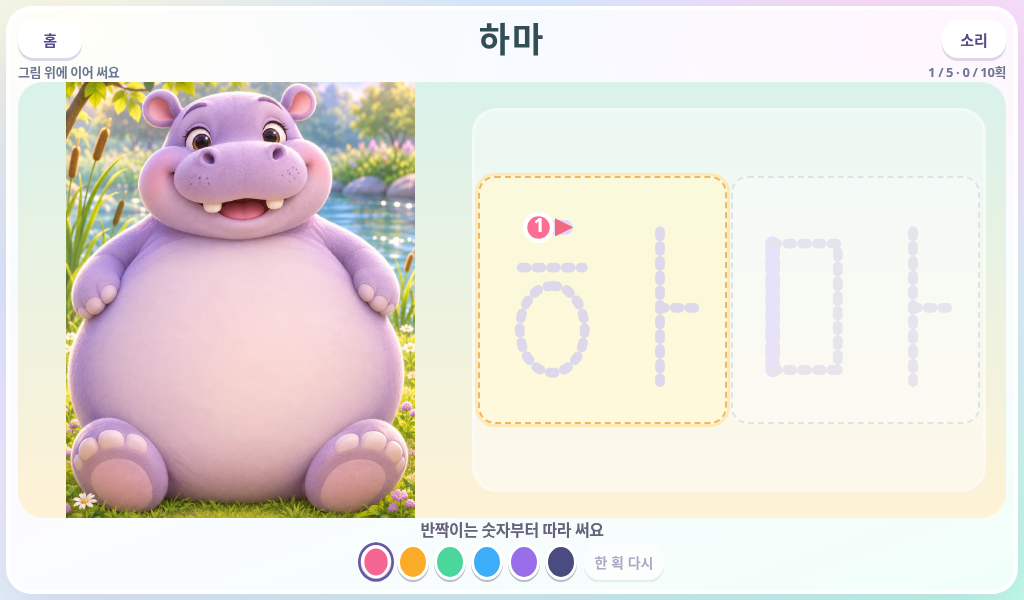 홈
하마
소리
그림 위에 이어 써요
1 / 5 · 0 / 10획
1
하마
반짝이는 숫자부터 따라 써요
한 획 다시